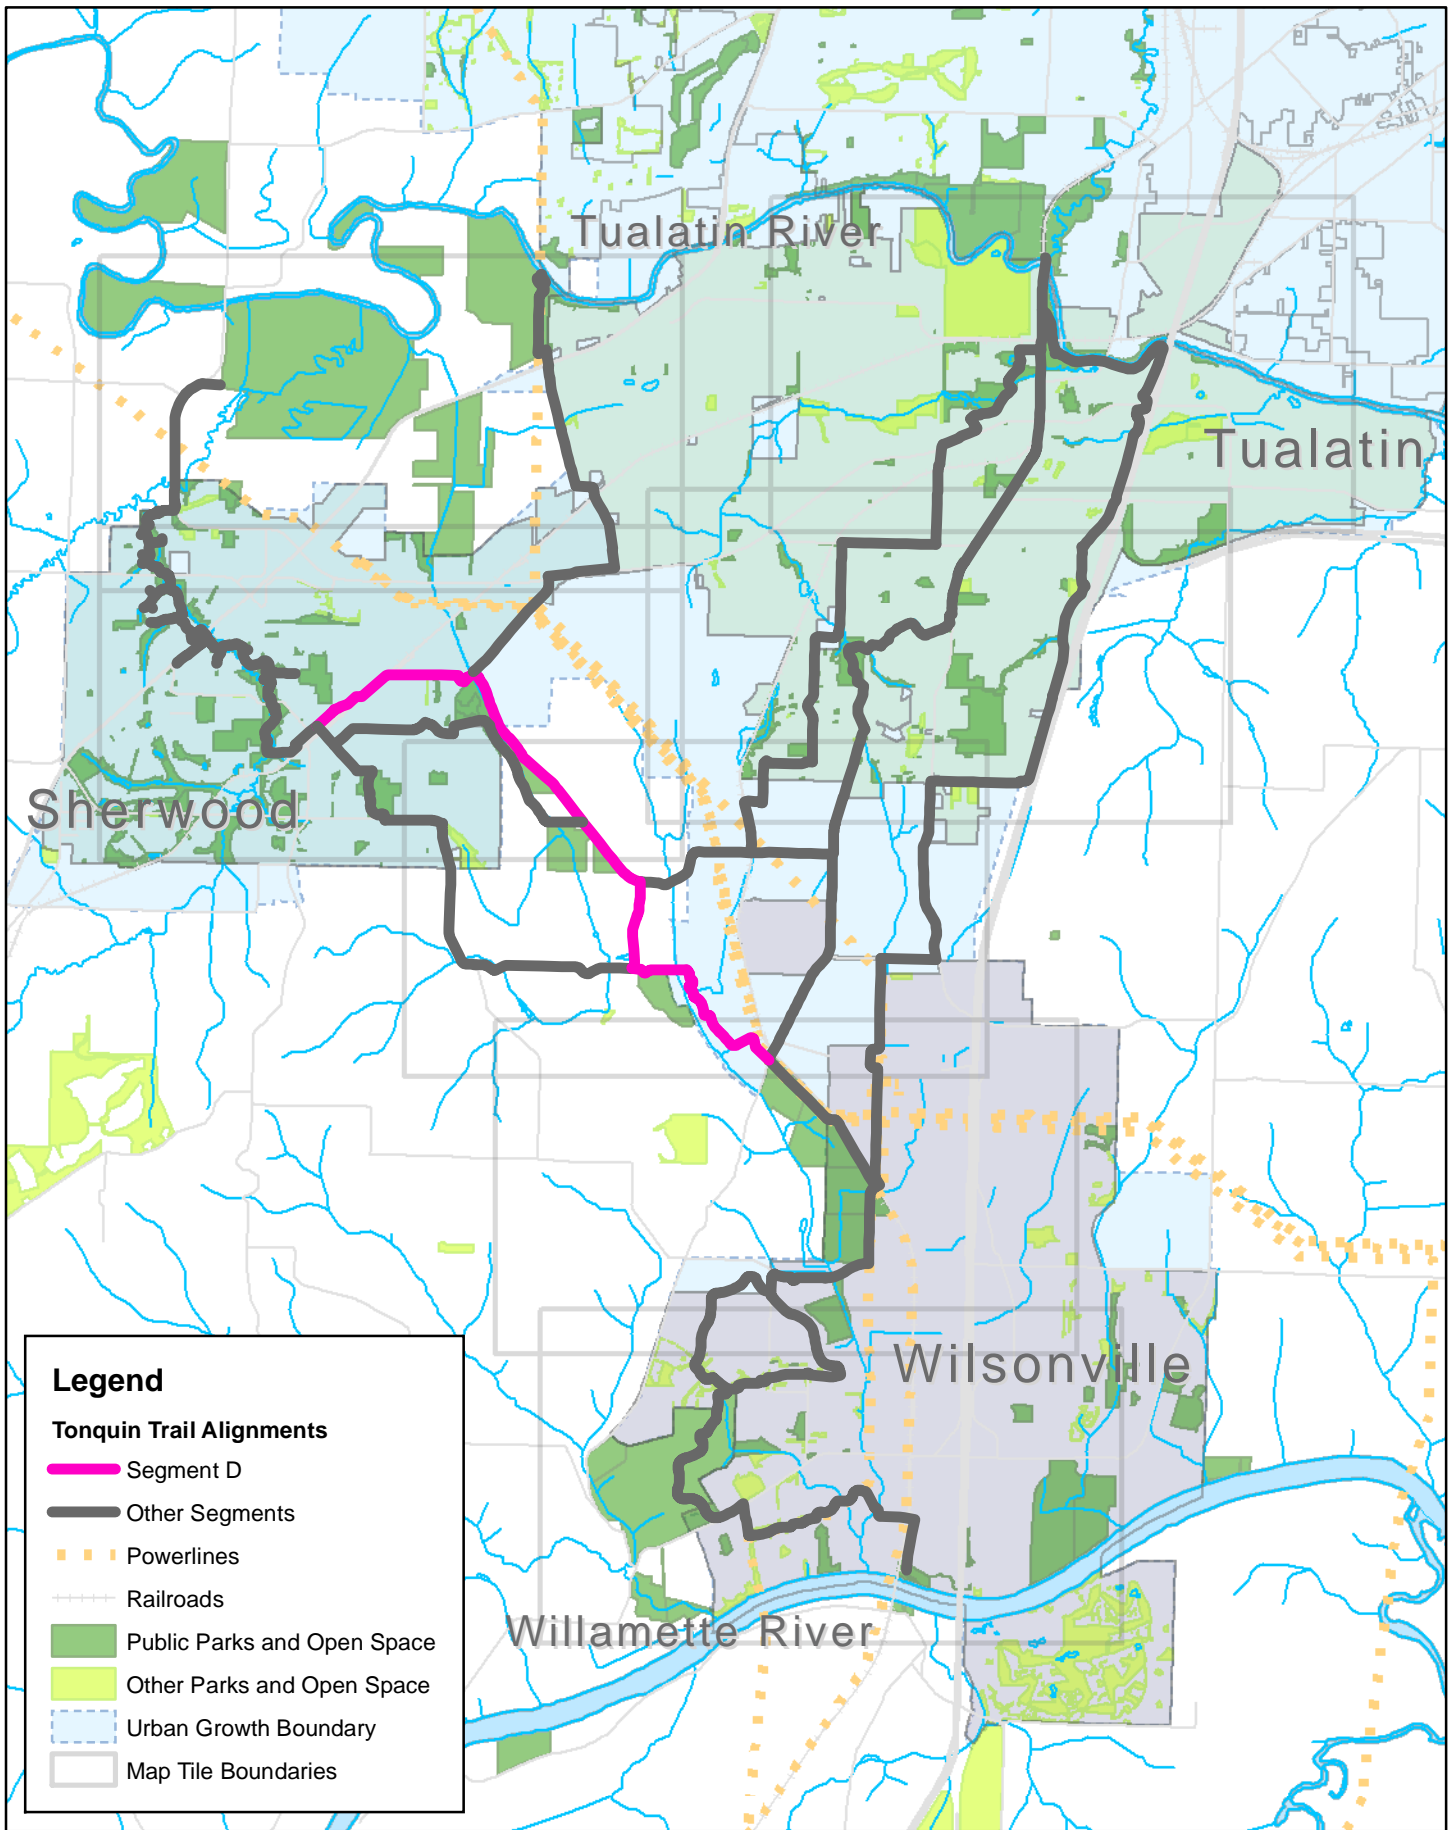 Tualatin River
Tualatin
Sherwood
Wilsonville
Willamette River
Legend
Tonquin Trail Alignments
Segment D
Other Segments
Powerlines
Railroads
Public Parks and Open Space
Other Parks and Open Space
Urban Growth Boundary
Map Tile Boundaries